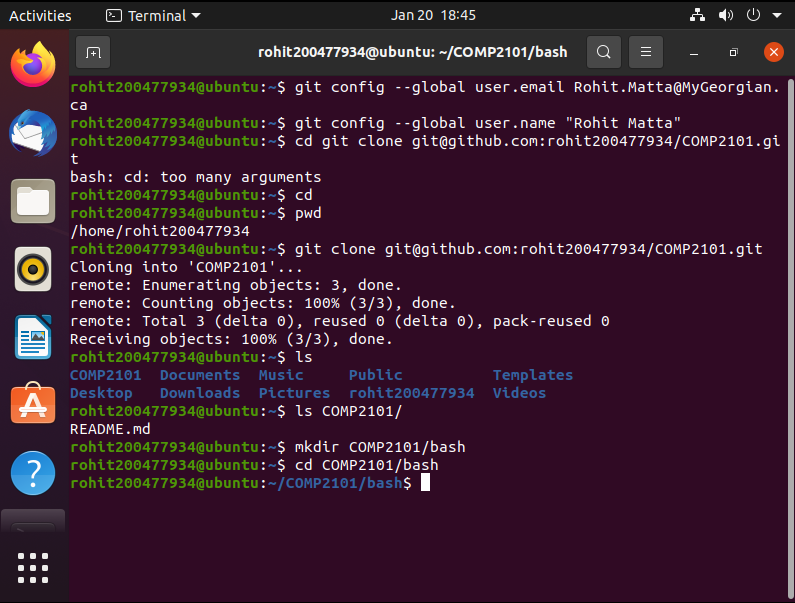 Activities Terminal Jan 20 18:45
rohit200477934@ubuntu: ~/COMP2101/bash
rohit200477934@ubuntu:~$ git config --global user.email Rohit.Matta@MyGeorgian.
ca
rohit200477934@ubuntu:~$ git config --global user.name "Rohit Matta"
rohit200477934@ubuntu:~$ cd git clone git@github.com:rohit200477934/COMP2101.gi
t
bash: cd: too many arguments
rohit200477934@ubuntu:~$ cd
rohit200477934@ubuntu:~$ pwd
/home/rohit200477934
rohit200477934@ubuntu:~$ git clone git@github.com:rohit200477934/COMP2101.git
Cloning into 'COMP2101'...
remote: Enumerating objects: 3, done.
remote: Counting objects: 100% (3/3), done.
remote: Total 3 (delta 0), reused 0 (delta 0), pack-reused 0
Receiving objects: 100% (3/3), done.
rohit200477934@ubuntu:~$ ls
COMP2101 Documents Music Public Templates
Desktop Downloads Pictures rohit200477934 Videos
rohit200477934@ubuntu:~$ ls COMP2101/
README.md
rohit200477934@ubuntu:~$ mkdir COMP2101/bash
rohit200477934@ubuntu:~$ cd COMP2101/bash
rohit200477934@ubuntu:~/COMP2101/bash$